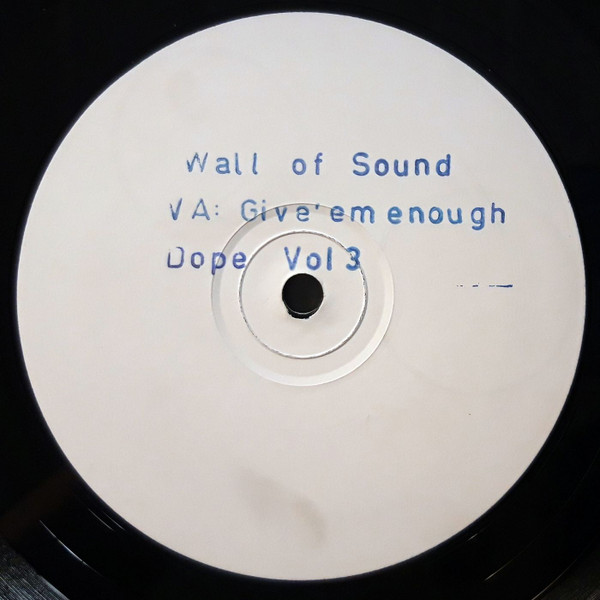 Wall of Sound
VA: Give'em enough
Dope Vol 3